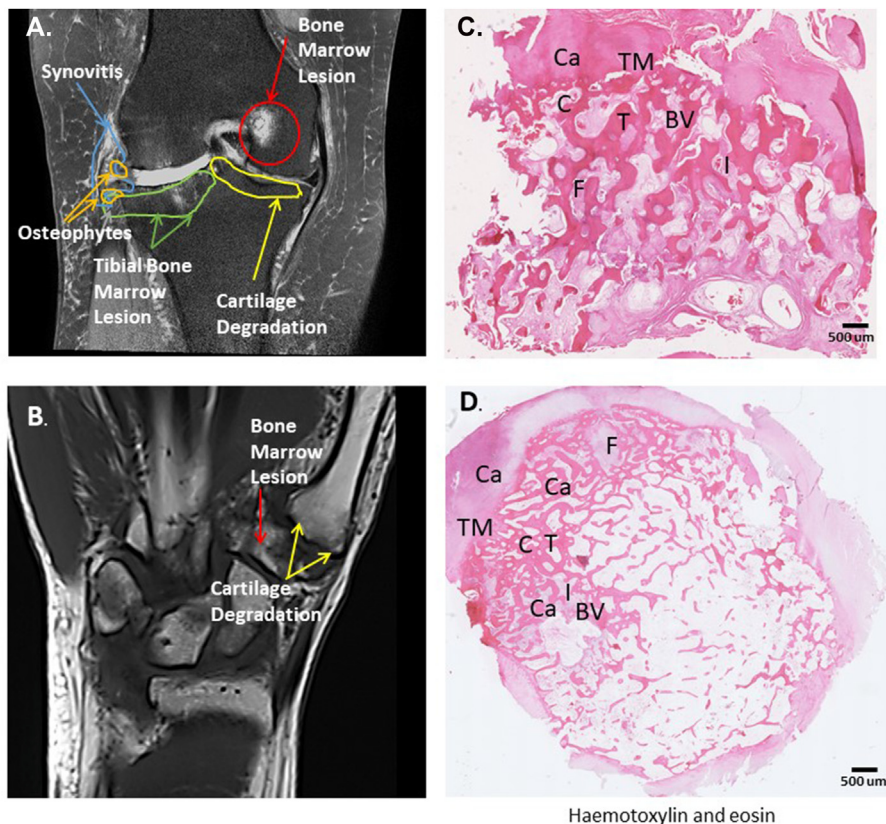 A.
Bone
Marrow
Lesion
Synovitis
Osteophytes
Tibial Bone
Marrow
Lesion
Cartilage
Degradation
B.
Bone
Marrow
Lesion
Cartilage
Degradation
C.
Ca
TM
C
T
BV
I
F
500 um
D.
F
Ca
Ca
TM
C
T
I
Ca
BV
500 um
Haemotoxylin and eosin